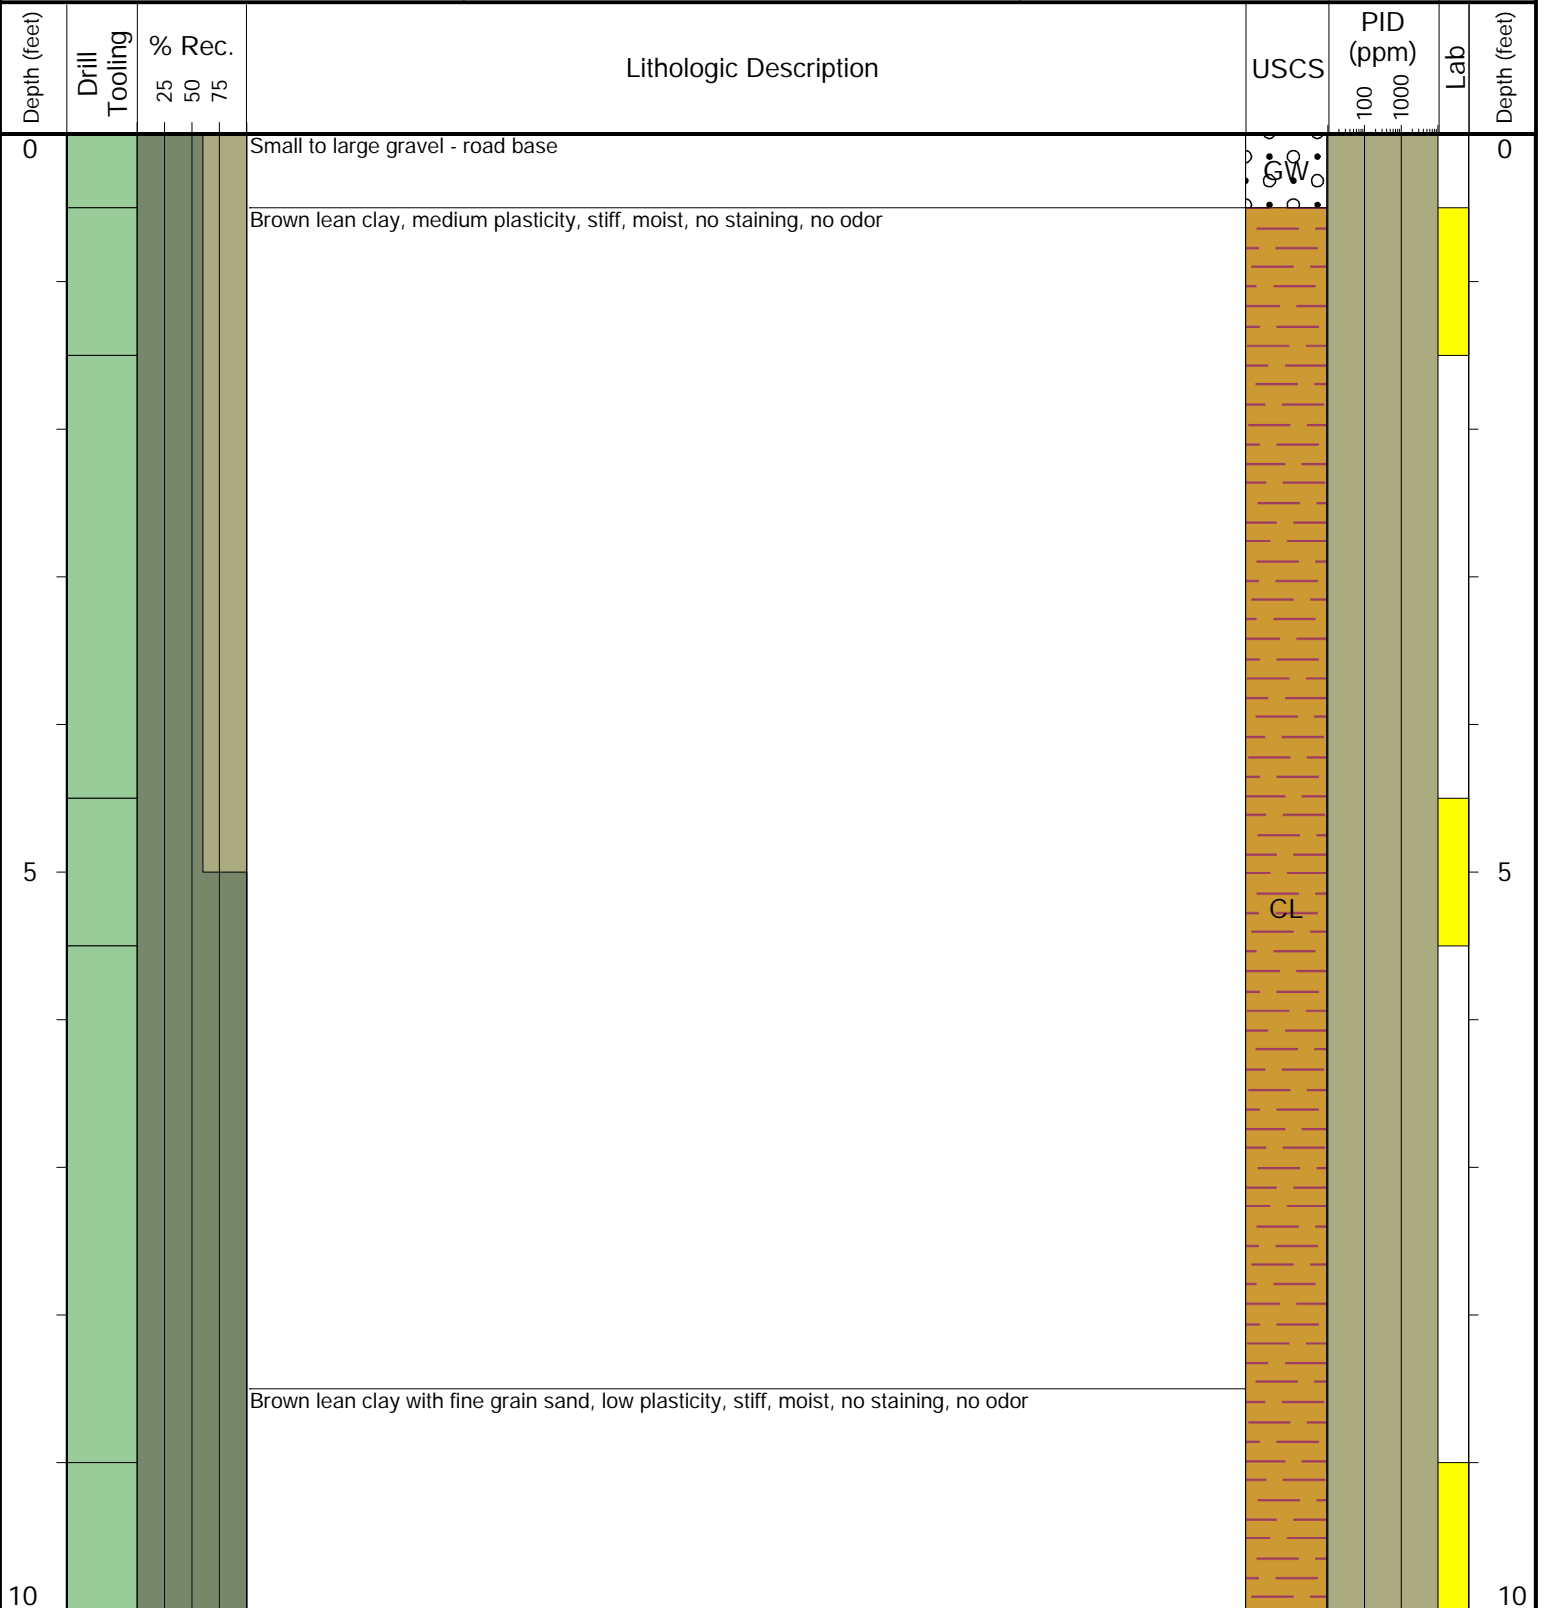 Depth (feet)
Drill
Tooling
% Rec.
25
50
75
Lithologic Description
USCS
PID
(ppm)
100
1000
Lab
Depth (feet)
0
Small to large gravel - road base
GW
0
Brown lean clay, medium plasticity, stiff, moist, no staining, no odor
5
5
CL
Brown lean clay with fine grain sand, low plasticity, stiff, moist, no staining, no odor
10
10